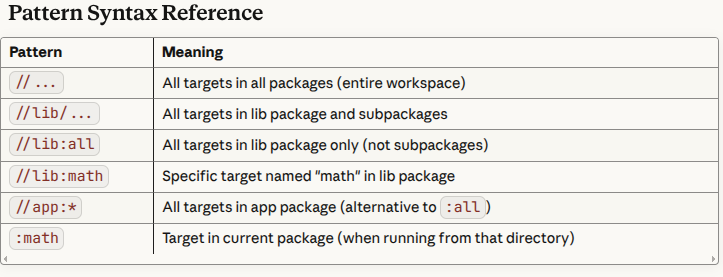 Pattern Syntax Reference
Pattern Meaning
//... All targets in all packages (entire workspace)
//lib/... All targets in lib package and subpackages
//lib:all All targets in lib package only (not subpackages)
//lib:math Specific target named "math" in lib package
//app:* All targets in app package (alternative to :all)
:math Target in current package (when running from that directory)